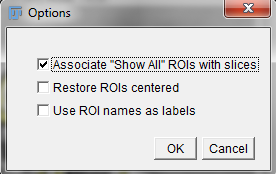 Options
Associate "Show All" ROIs with slices
Restore ROIs centered
Use ROI names as labels
OK Cancel